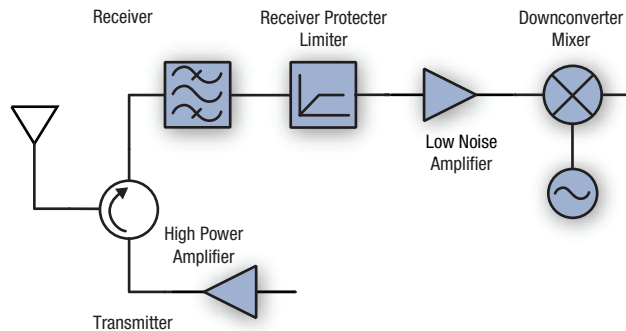 Receiver
Receiver Protecter
Limiter
Downconverter
Mixer
Low Noise
Amplifier
High Power
Amplifier
Transmitter